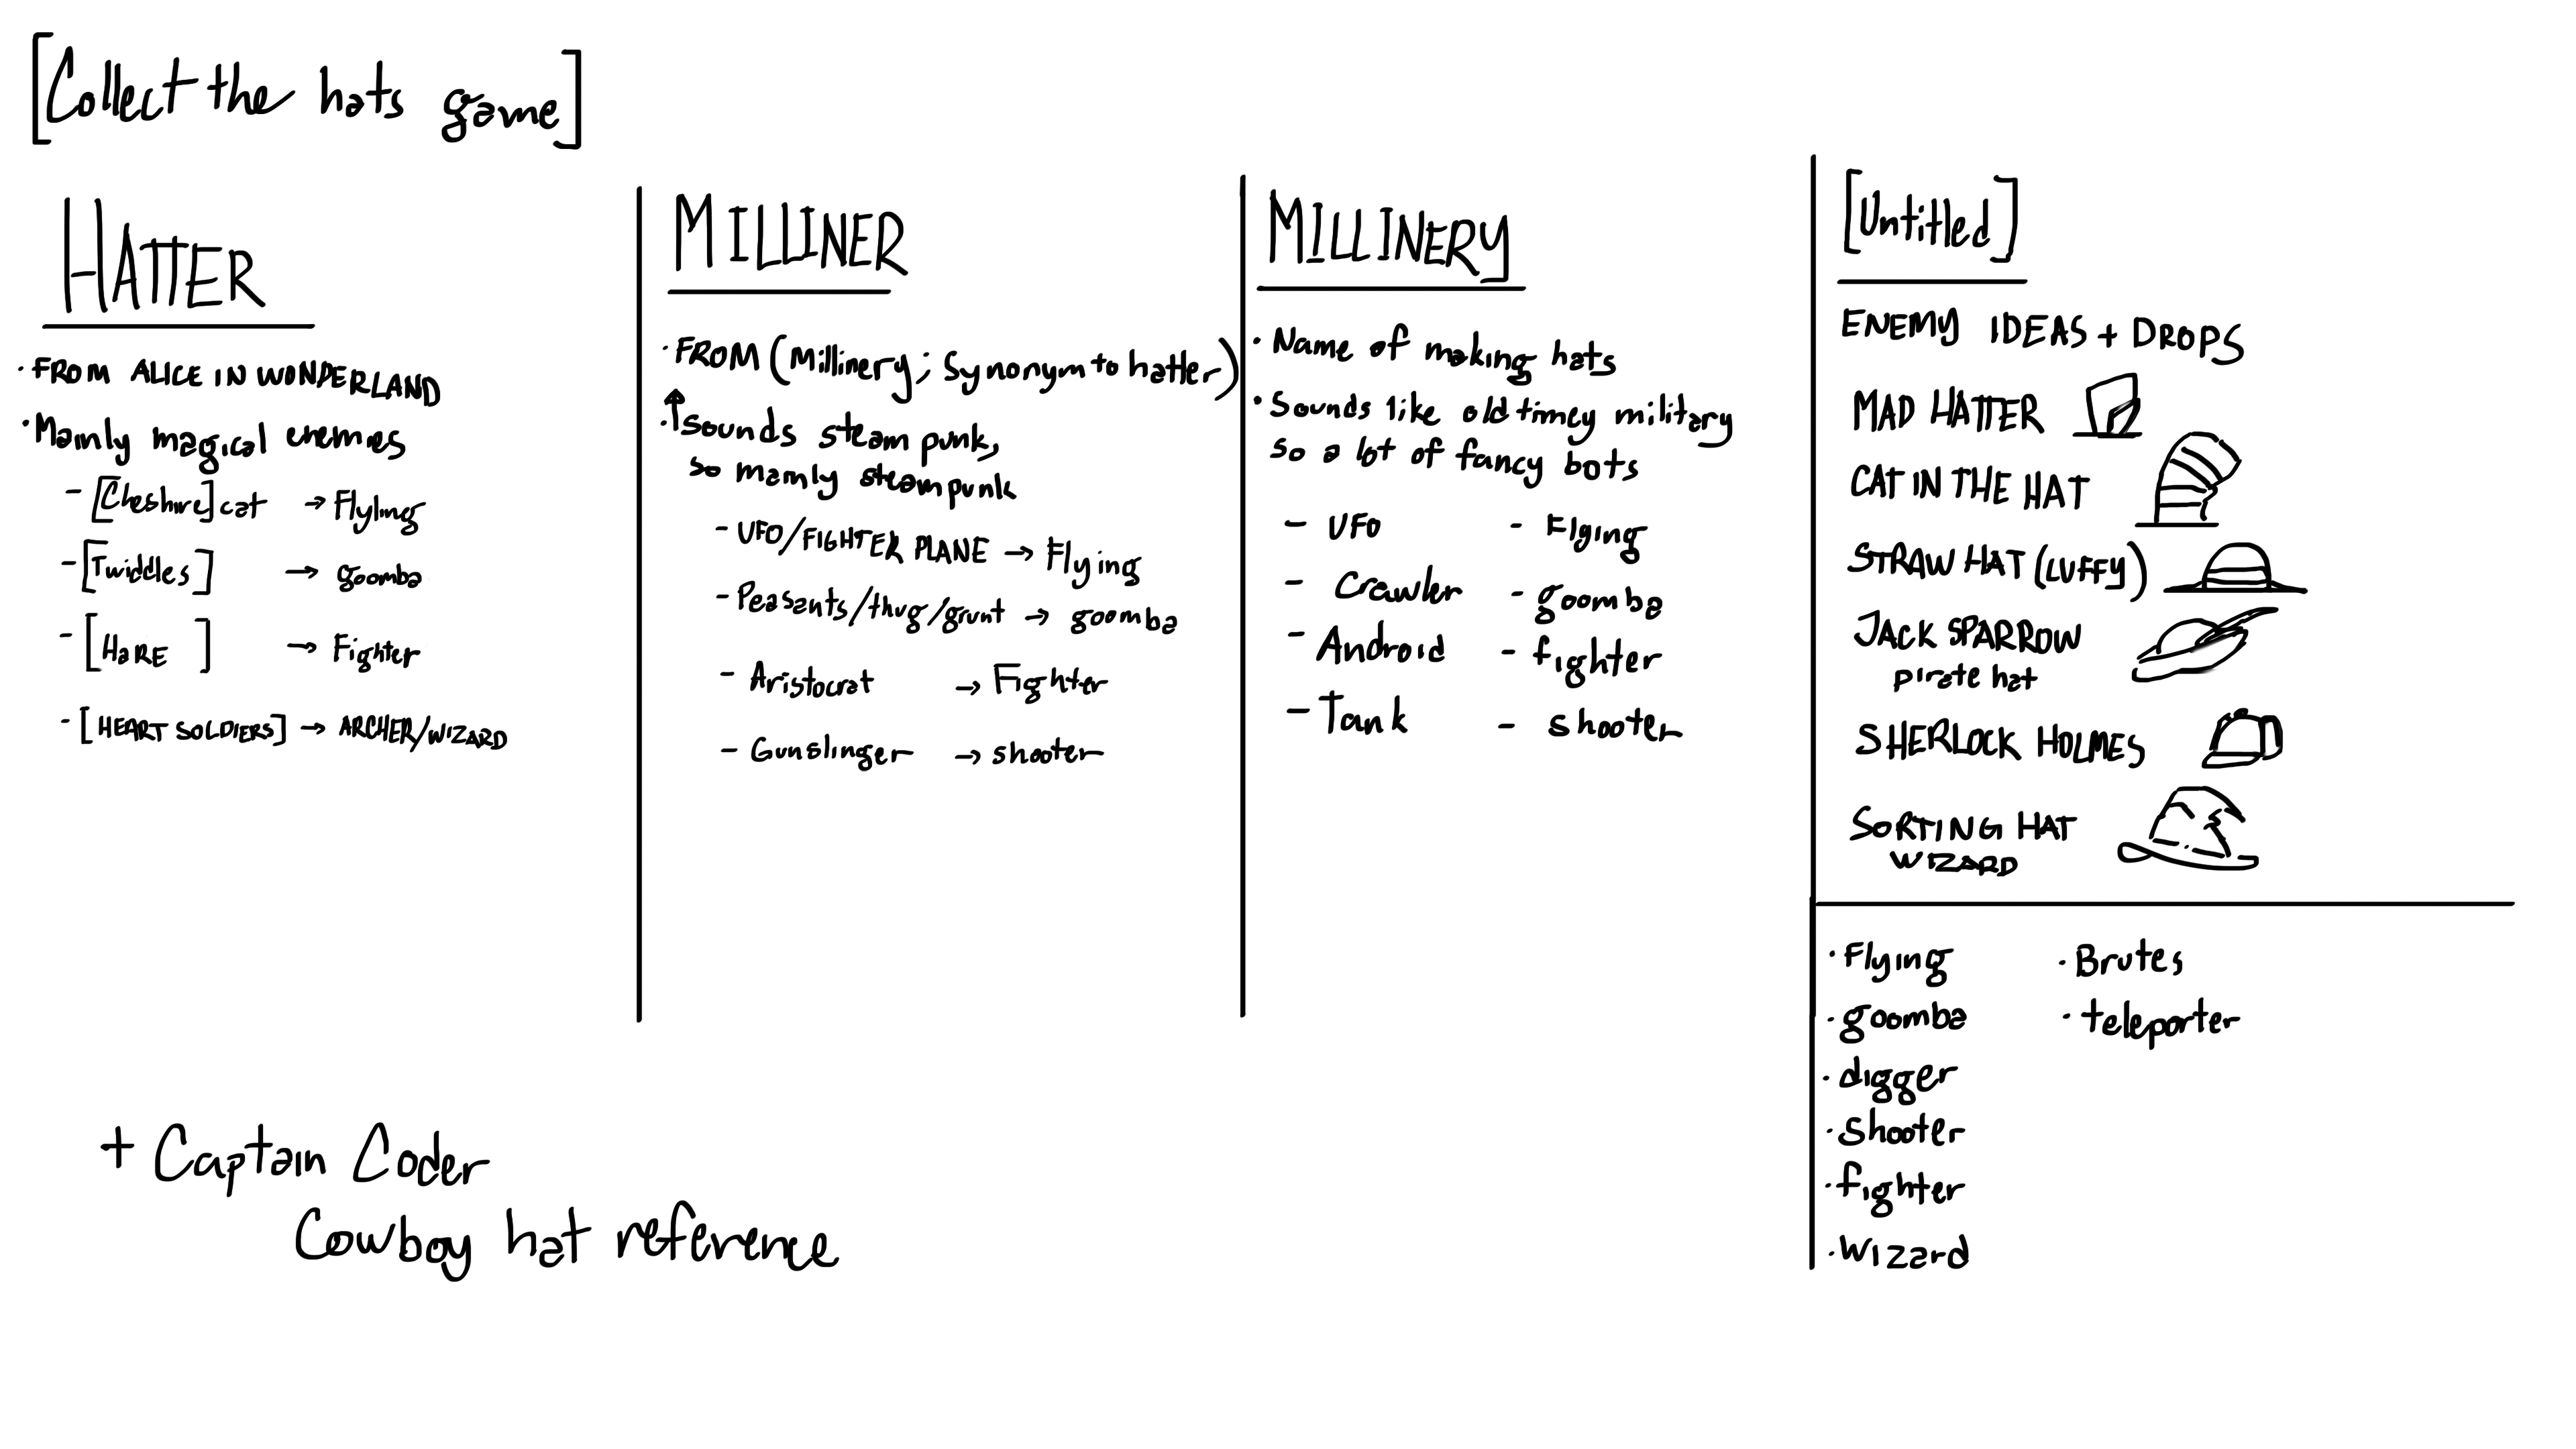 [Collect the hats game]
HATTER
· FROM ALICE IN WONDERLAND
· Mainly magical enemies
- [Cheshire] cat → Flyling
- [Twiddles] → goomba
- [HARE ] → Fighter
- [HEART SOLDIERS] → ARCHER/WIZARD
MILLINER
· FROM (Millinery; Synonym to hatter)
· ↑ Sounds steam punk,
so mainly steampunk
- UFO/FIGHTER PLANE → Flying
- Peasants/thug/grunt → goomba
- Aristocrat → Fighter
- Gunslinger → shooter
MILLINERY
· Name of making hats
· Sounds like old timey military
so a lot of fancy bots
- UFO - Flying
- Crawler - goomba
- Android - fighter
- Tank - shooter
[Untitled]
ENEMY IDEAS + DROPS
MAD HATTER
CAT IN THE HAT
STRAW HAT (LUFFY)
JACK SPARROW
pirate hat
SHERLOCK HOLMES
SORTING HAT
WIZARD
· Flying
· goomba
· digger
· shooter
· fighter
· wizard
· Brutes
· teleporter
+ Captain Coder
Cowboy hat reference